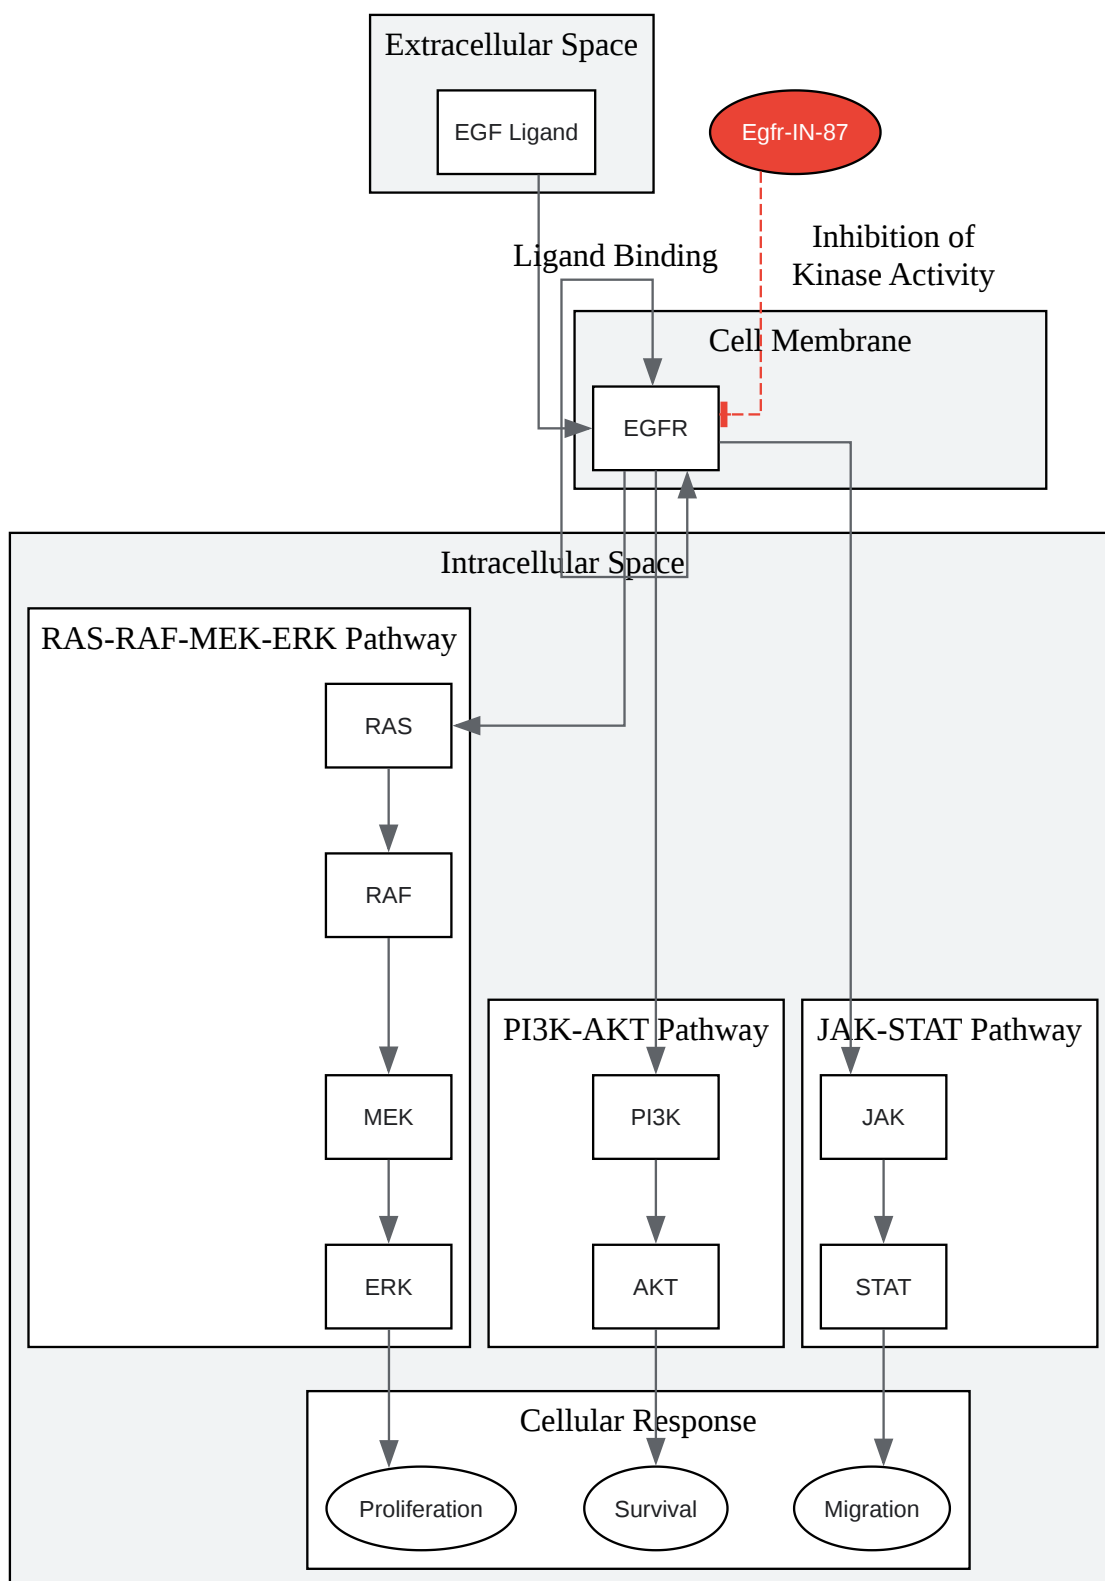 Extracellular Space
EGF Ligand
Egfr-IN-87
Ligand Binding
Inhibition of
Kinase Activity
Cell Membrane
EGFR
Intracellular Space
RAS-RAF-MEK-ERK Pathway
RAS
RAF
PI3K-AKT Pathway
JAK-STAT Pathway
MEK
PI3K
JAK
ERK
AKT
STAT
Cellular Response
Proliferation
Survival
Migration